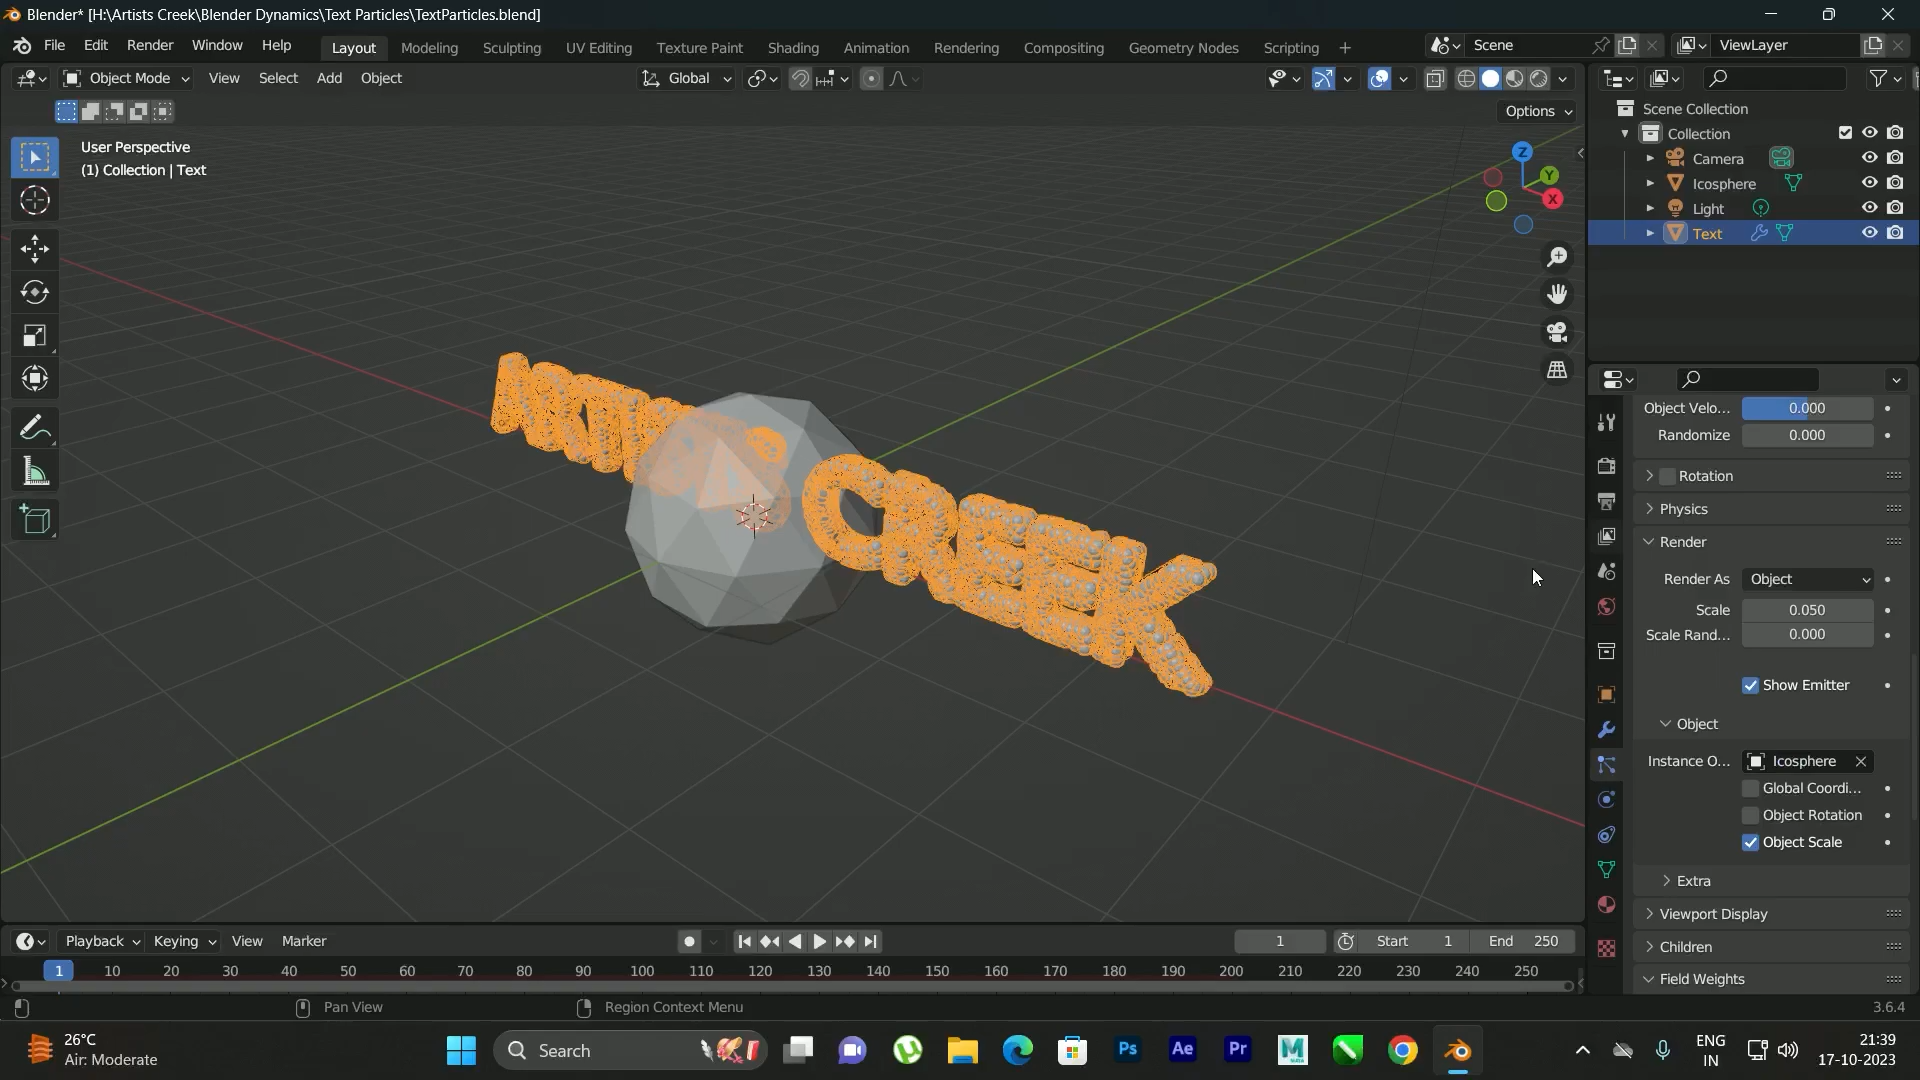 Blender* [H:\Artists Creek\Blender Dynamics\Text Particles\TextParticles.blend]
File Edit Render Window Help Layout Modeling Sculpting UV Editing Texture Paint Shading Animation Rendering Compositing Geometry Nodes Scripting + Scene ViewLayer
Object Mode View Select Add Object Global
Options
User Perspective
(1) Collection | Text
Z
Y
X
ARTISTS CREEK
Scene Collection
Collection
Camera
Icosphere
Light
Text
Object Velo... 0.000
Randomize 0.000
Rotation
Physics
Render
Render As Object
Scale 0.050
Scale Rand... 0.000
Show Emitter
Object
Instance O... Icosphere
Global Coordi...
Object Rotation
Object Scale
Extra
Viewport Display
Children
Field Weights
Playback Keying View Marker 1 Start 1 End 250
1 10 20 30 40 50 60 70 80 90 100 110 120 130 140 150 160 170 180 190 200 210 220 230 240 250
Pan View Region Context Menu 3.6.4
26°C
Air: Moderate
Search
Ps Ae Pr M
ENG
IN
21:39
17-10-2023